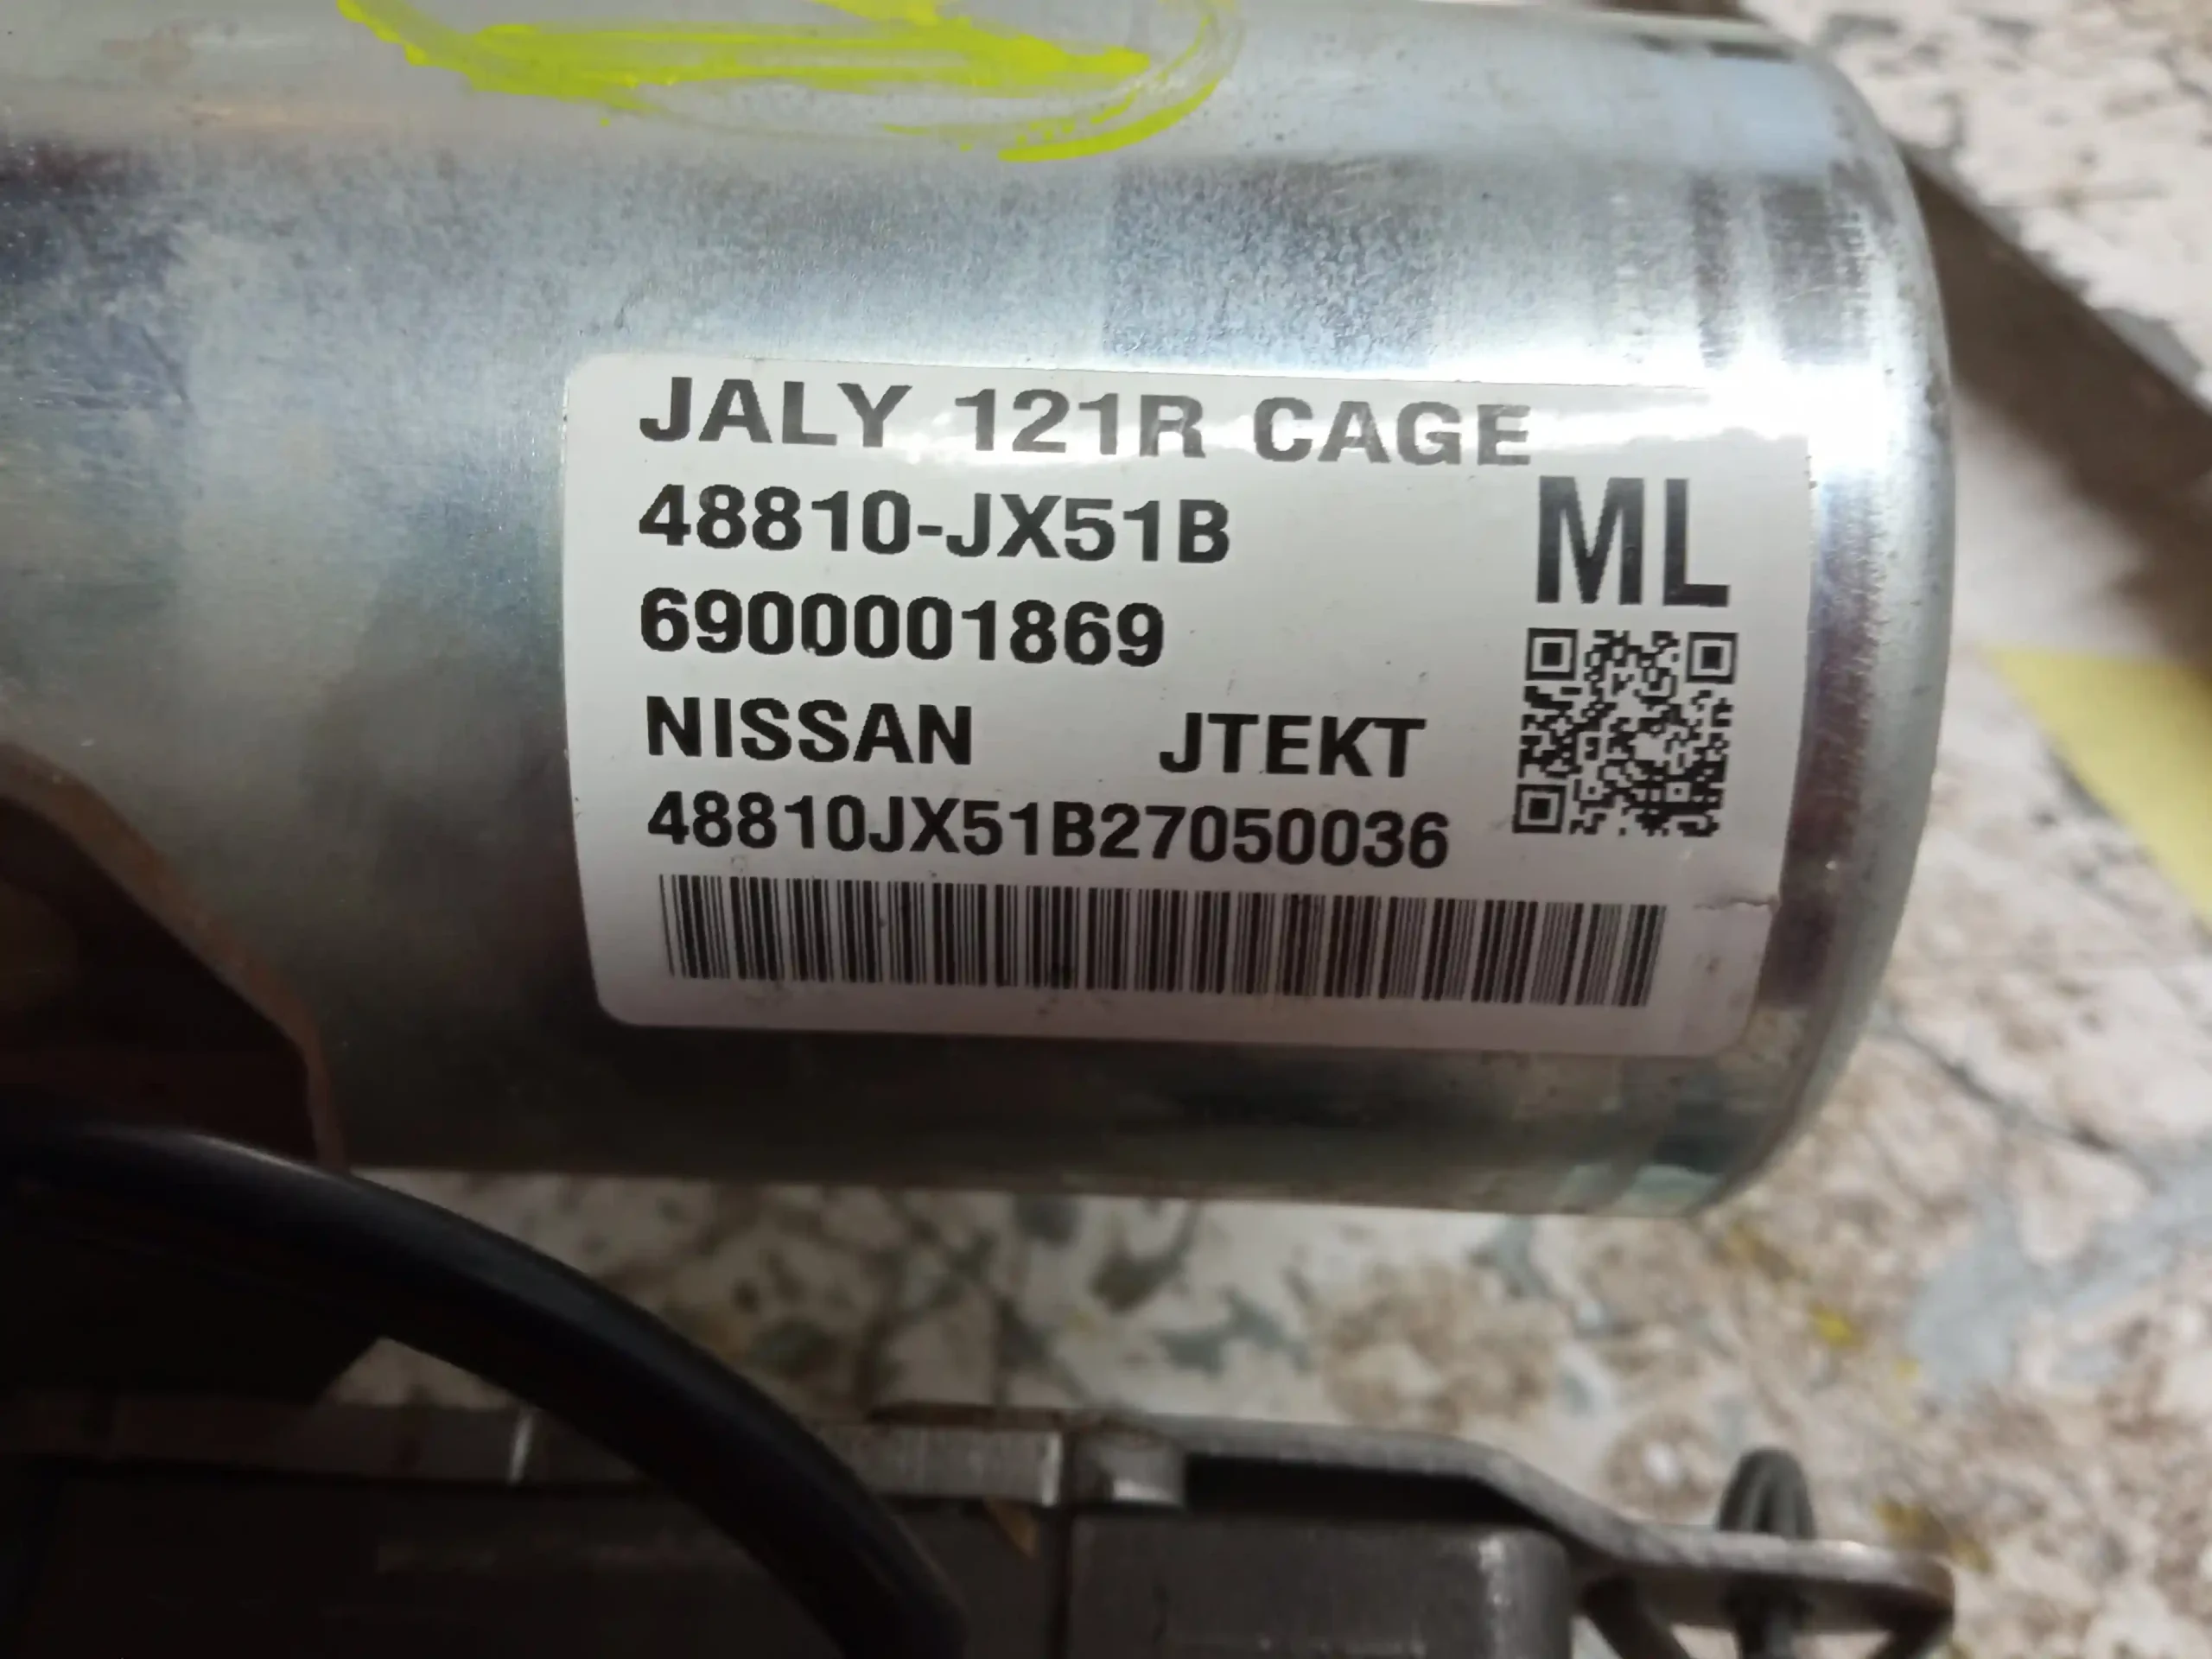 JALY 121R CAGE
48810-JX51B
ML
6900001869
NISSAN JTEKT
48810JX51B27050036